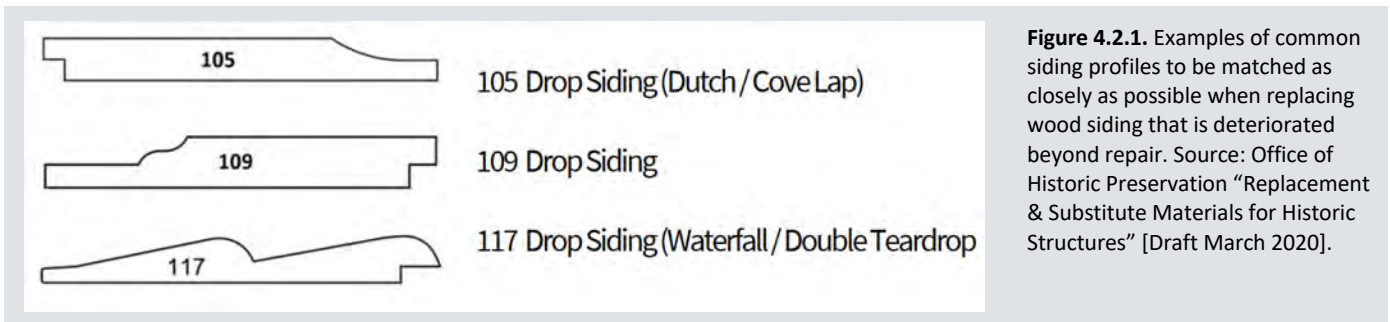 105
105 Drop Siding (Dutch / Cove Lap)
109
109 Drop Siding
117
117 Drop Siding (Waterfall / Double Teardrop
Figure 4.2.1. Examples of common
siding profiles to be matched as
closely as possible when replacing
wood siding that is deteriorated
beyond repair. Source: Office of
Historic Preservation “Replacement
& Substitute Materials for Historic
Structures” [Draft March 2020].